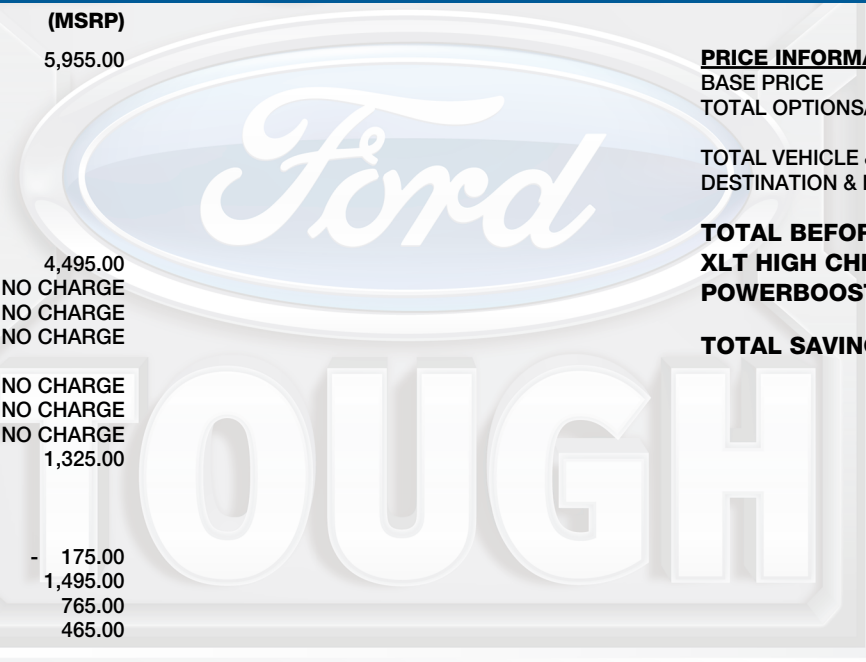 (MSRP)
5,955.00
4,495.00
NO CHARGE
NO CHARGE
NO CHARGE
NO CHARGE
NO CHARGE
NO CHARGE
1,325.00
- 175.00
1,495.00
765.00
465.00
PRICE INFORMA
BASE PRICE
TOTAL OPTIONS/
TOTAL VEHICLE &
DESTINATION &
TOTAL BEFOR
XLT HIGH CH
POWERBOOST
TOTAL SAVIN
Ford
TOUGH